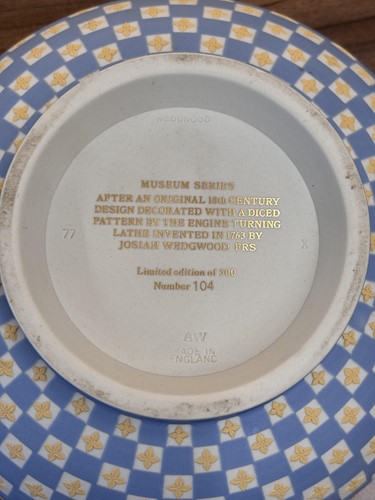 WEDGWOOD
MUSEUM SERIES
AFTER AN ORIGINAL 18th CENTURY
DESIGN DECORATED WITH A DICED
PATTERN BY THE ENGINE TURNING
LATHE INVENTED IN 1763 BY
JOSIAH WEDGWOOD FRS
77
X
Limited edition of 200
Number 104
AW
MADE IN
ENGLAND